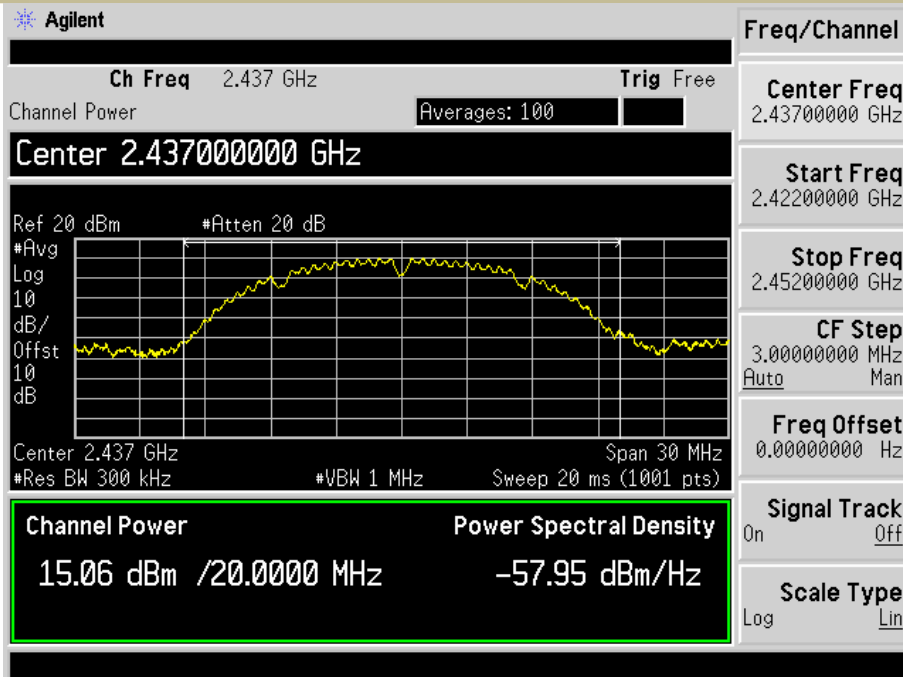 Agilent
Freq/Channel
Ch Freq 2.437 GHz Trig Free
Channel Power Averages: 100
Center 2.437000000 GHz
Ref 20 dBm #Atten 20 dB
#Avg
Log
10
dB/
Offst
10
dB
Center 2.437 GHz Span 30 MHz
#Res BW 300 kHz #VBW 1 MHz Sweep 20 ms (1001 pts)
Channel Power Power Spectral Density
15.06 dBm /20.0000 MHz -57.95 dBm/Hz
Center Freq
2.43700000 GHz
Start Freq
2.42200000 GHz
Stop Freq
2.45200000 GHz
CF Step
3.00000000 MHz
Auto Man
Freq Offset
0.00000000 Hz
Signal Track
On Off
Scale Type
Log Lin